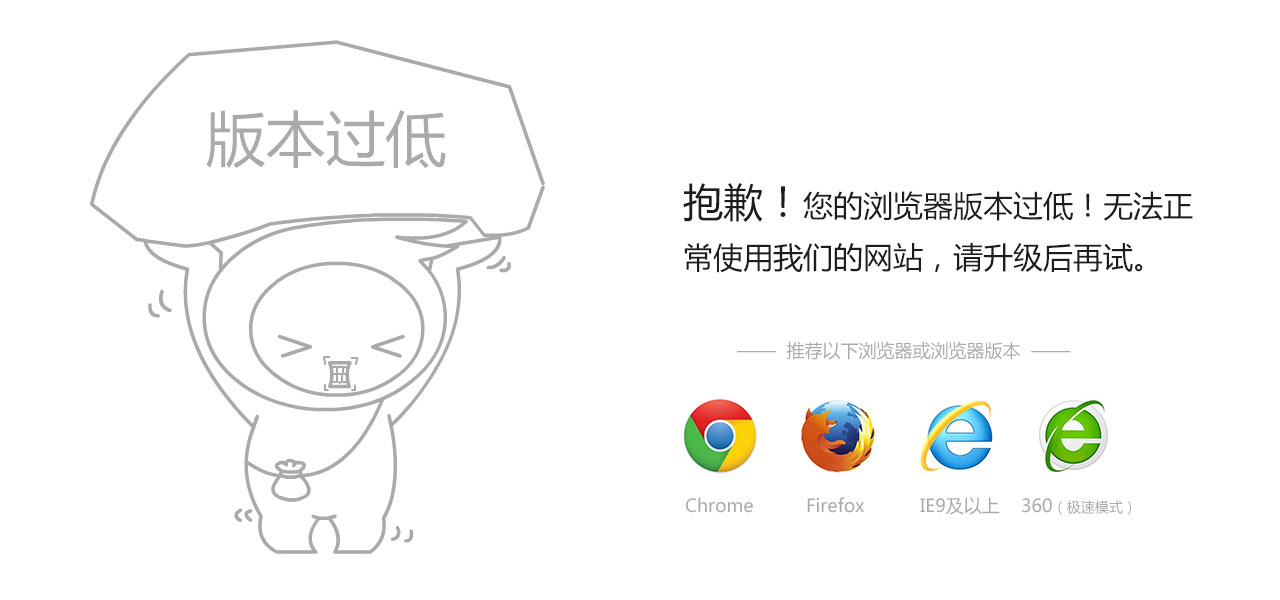 版本过低
抱歉！您的浏览器版本过低！无法正
常使用我们的网站，请升级后再试。
推荐以下浏览器或浏览器版本
Chrome
Firefox
IE9及以上
360（极速模式）